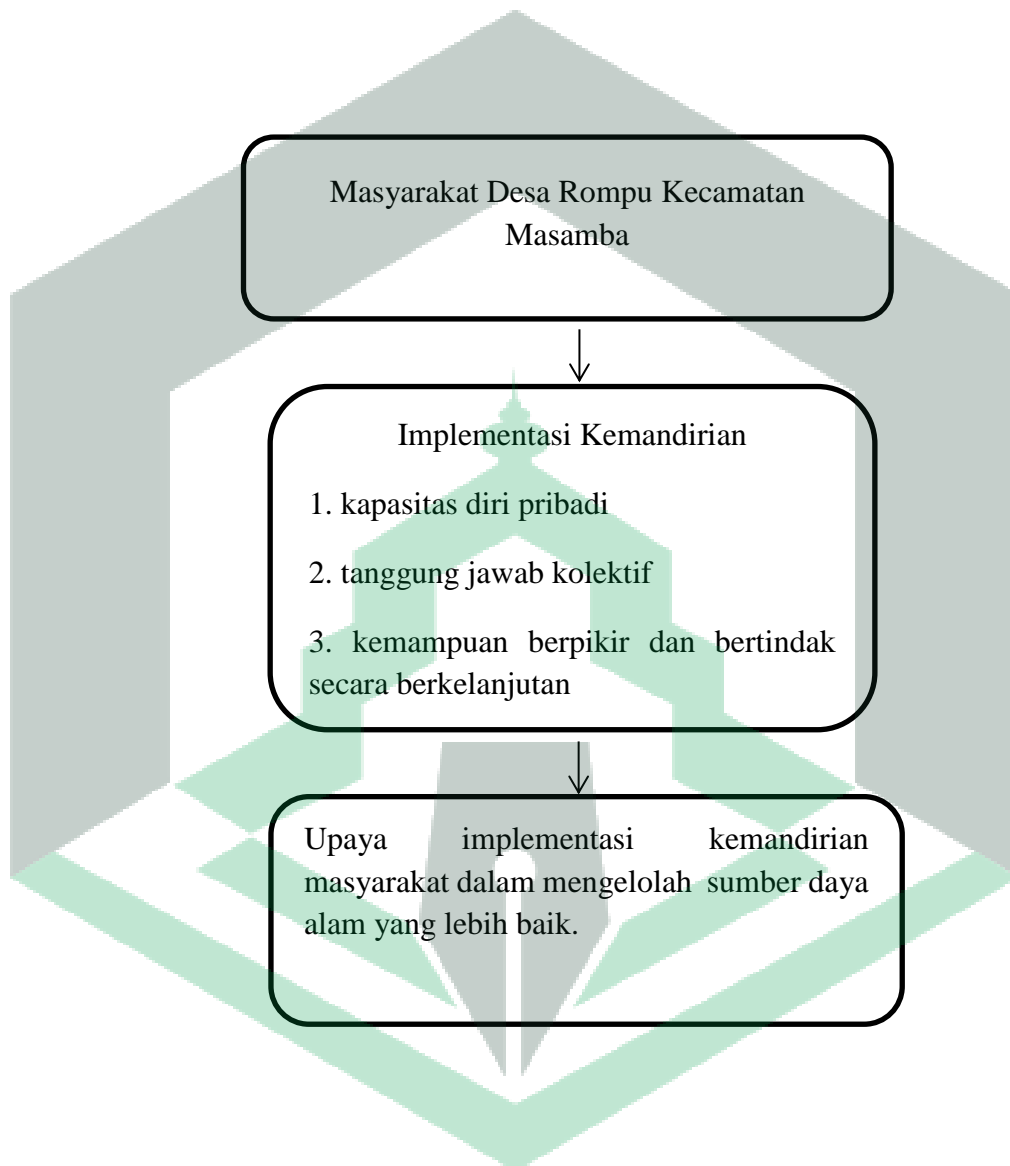 Masyarakat Desa Rompu Kecamatan
Masamba
Implementasi Kemandirian
1. kapasitas diri pribadi
2. tanggung jawab kolektif
3. kemampuan berpikir dan bertindak
secara berkelanjutan
Upaya implementasi kemandirian
masyarakat dalam mengelolah sumber daya
alam yang lebih baik.